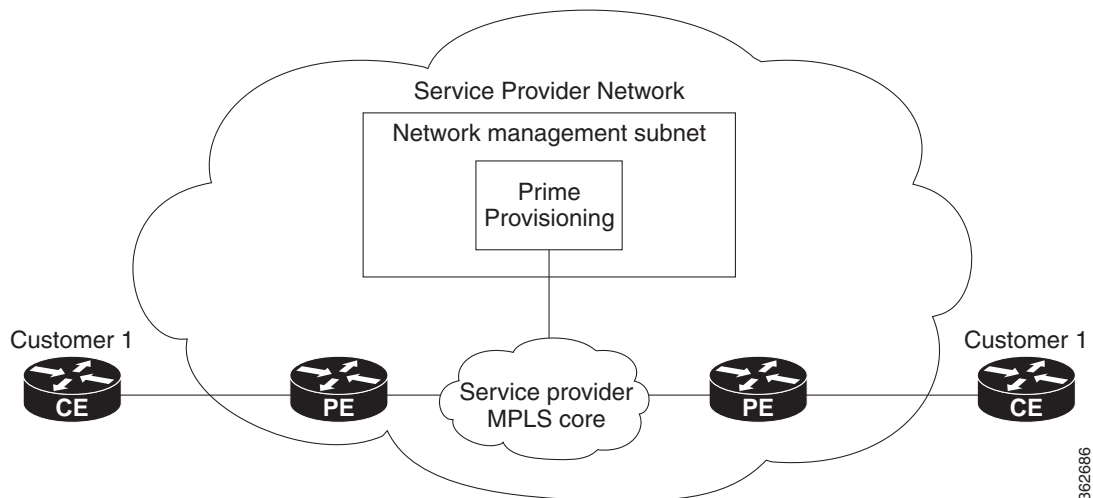 Service Provider Network
Network management subnet
Prime
Provisioning
Customer 1
Customer 1
CE
PE
Service provider
MPLS core
PE
CE
362686